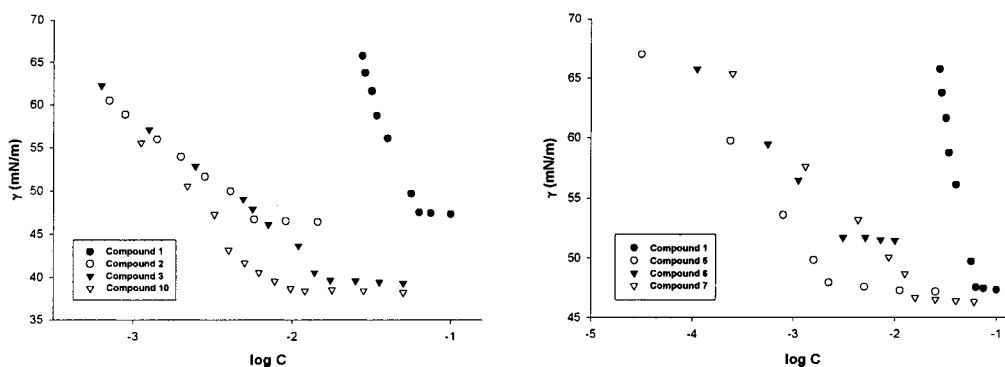 70
65
60
55
50
45
40
35
γ (mN/m)
-3
-2
-1
log C
Compound 1
Compound 2
Compound 3
Compound 10
70
65
60
55
50
45
γ (mN/m)
-5
-4
-3
-2
-1
log C
Compound 1
Compound 5
Compound 6
Compound 7